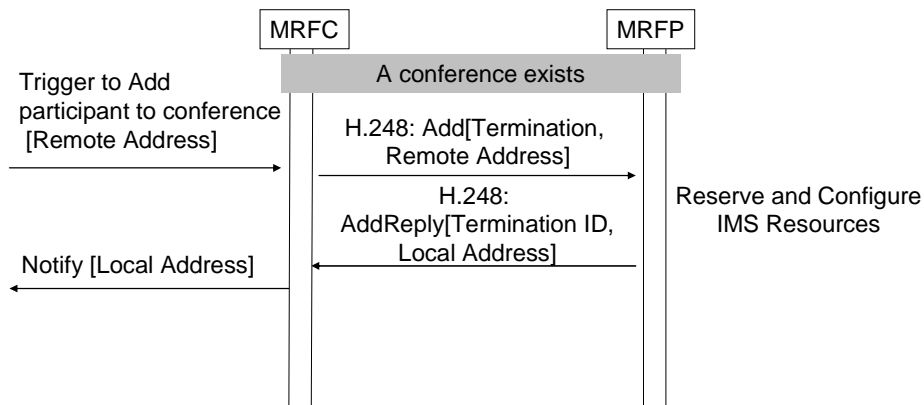 MRFC
MRFP
A conference exists
Trigger to Add
participant to conference
[Remote Address]
H.248: Add[Termination,
Remote Address]
H.248:
AddReply[Termination ID,
Local Address]
Reserve and Configure
IMS Resources
Notify [Local Address]